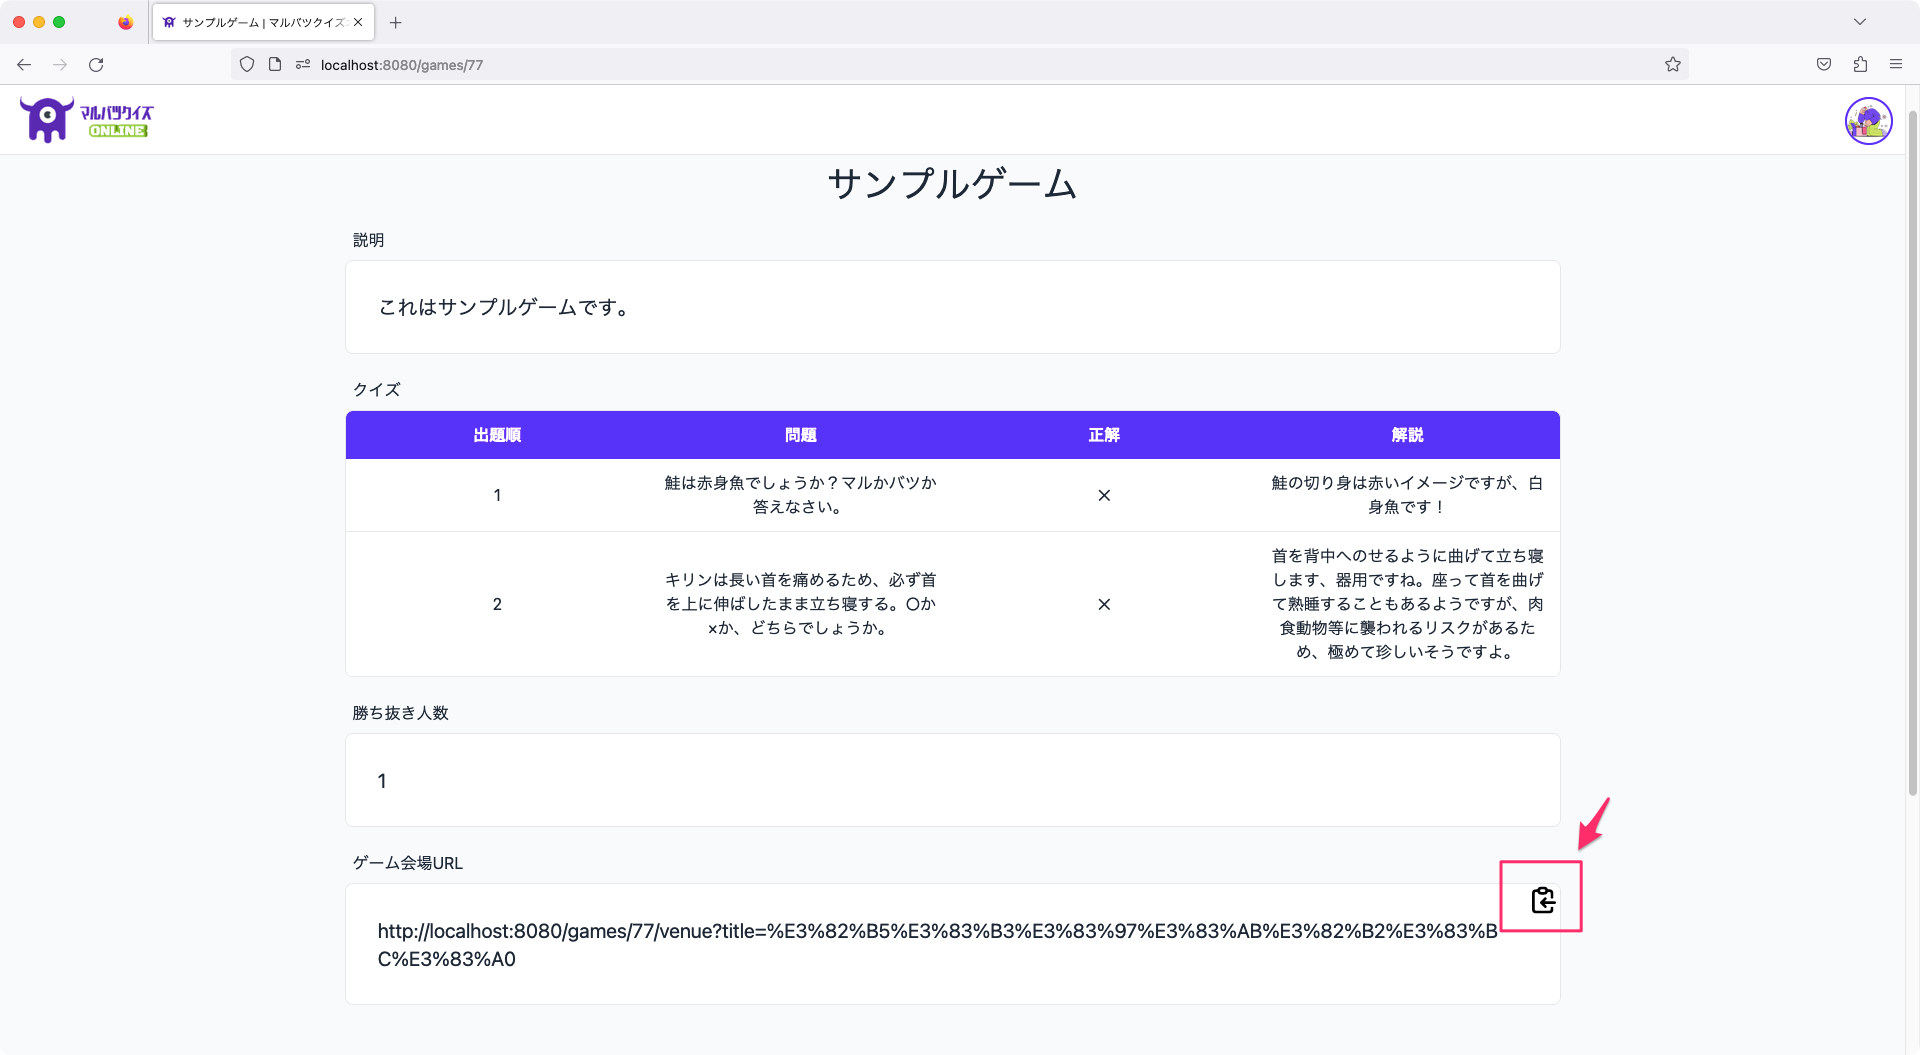 サンプルゲーム | マルバツクイズ
localhost:8080/games/77
マルバツクイズ
ONLINE
サンプルゲーム
説明
これはサンプルゲームです。
クイズ
出題順 問題 正解 解説
1
鮭は赤身魚でしょうか？マルかバツか
答えなさい。
×
鮭の切り身は赤いイメージですが、白
身魚です！
2
キリンは長い首を痛めるため、必ず首
を上に伸ばしたまま立ち寝する。〇か
×か、どちらでしょうか。
×
首を背中へのせるように曲げて立ち寝
します、器用ですね。座って首を曲げ
て熟睡することもあるようですが、肉
食動物等に襲われるリスクがあるた
め、極めて珍しいそうですよ。
勝ち抜き人数
1
ゲーム会場URL
http://localhost:8080/games/77/venue?title=%E3%82%B5%E3%83%B3%E3%83%97%E3%83%AB%E3%82%B2%E3%83%B
C%E3%83%A0